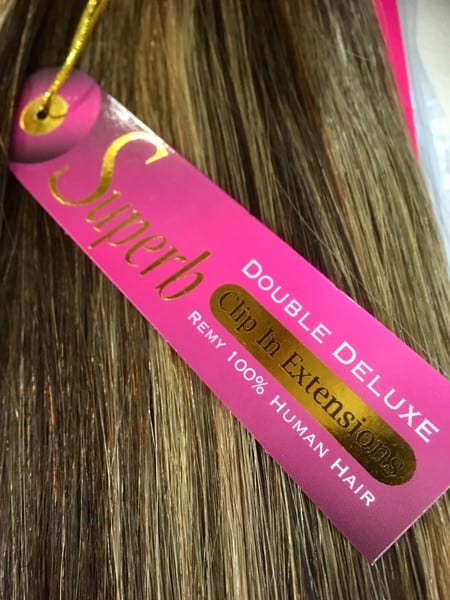 Superb
DOUBLE DELUXE
Clip In Extensions
REMY 100% HUMAN HAIR